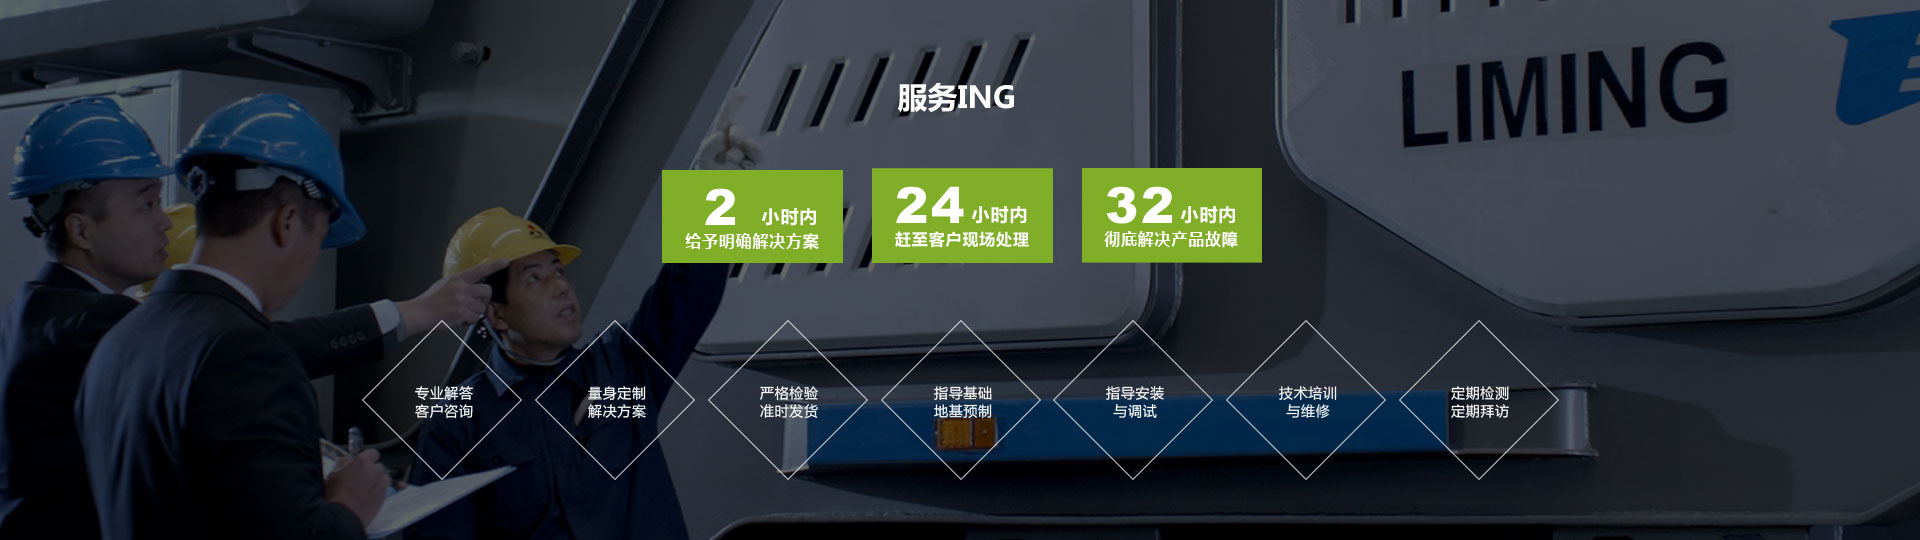 服务ING
LIMING
2 小时内
给予明确解决方案
24 小时内
赶至客户现场处理
32 小时内
彻底解决产品故障
专业解答
客户咨询
量身定制
解决方案
严格检验
准时发货
指导基础
地基预制
指导安装
与调试
技术培训
与维修
定期检测
定期拜访